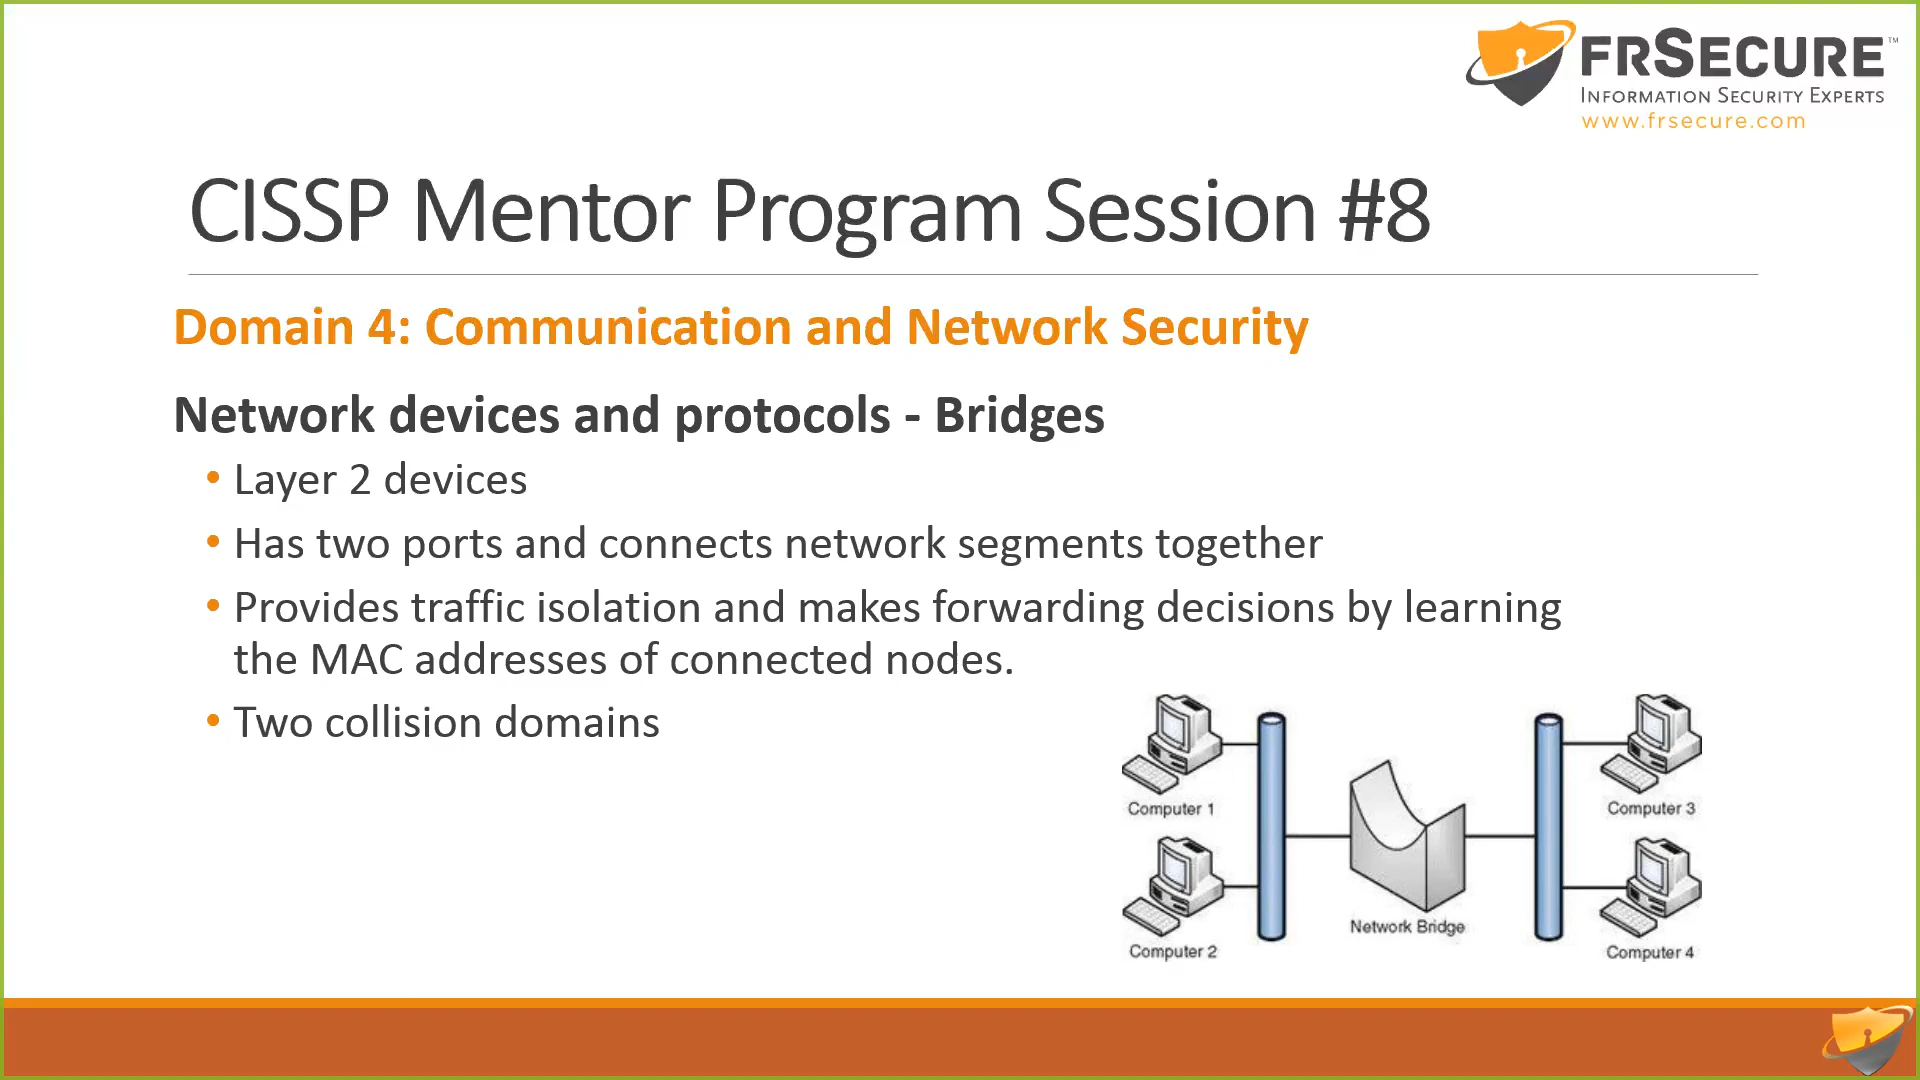 FRSECURE™
INFORMATION SECURITY EXPERTS
www.frsecure.com
CISSP Mentor Program Session #8
Domain 4: Communication and Network Security
Network devices and protocols - Bridges
• Layer 2 devices
• Has two ports and connects network segments together
• Provides traffic isolation and makes forwarding decisions by learning
the MAC addresses of connected nodes.
• Two collision domains
Computer 1
Computer 3
Network Bridge
Computer 2
Computer 4